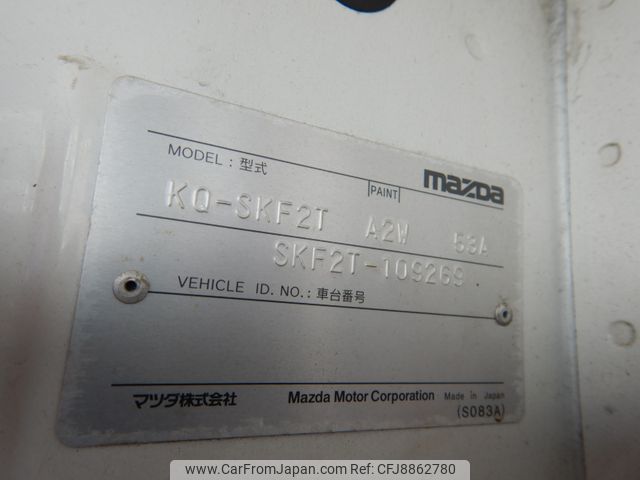 MODEL : 型式
PAINT
mazda
KQ-SKF2T A2W 53A
SKF2T-109269
VEHICLE ID. NO. : 車台番号
マツダ株式会社 Mazda Motor Corporation Made in Japan
(S083A)
www.CarFromJapan.com | REF:CFJ8862780